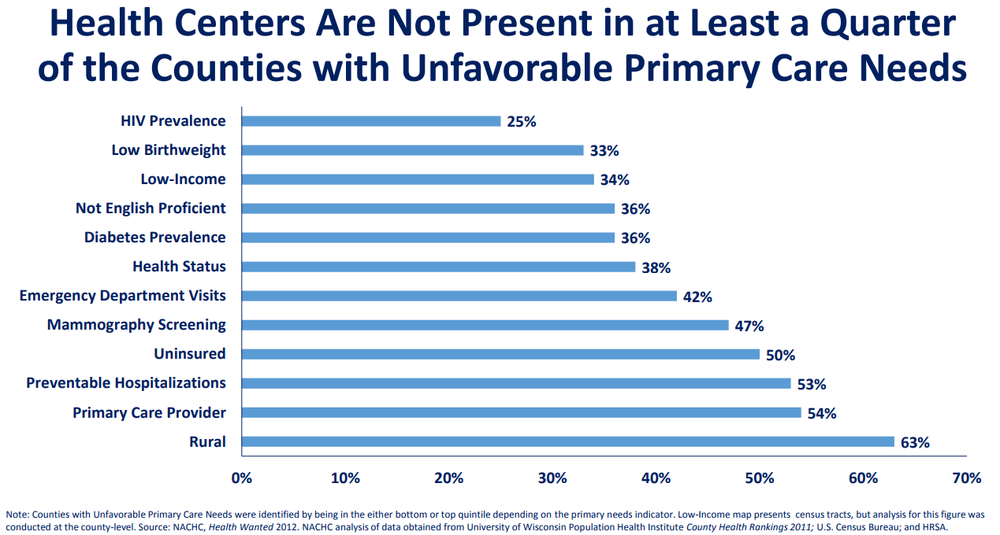 Health Centers Are Not Present in at Least a Quarter
of the Counties with Unfavorable Primary Care Needs
HIV Prevalence 25%
Low Birthweight 33%
Low-Income 34%
Not English Proficient 36%
Diabetes Prevalence 36%
Health Status 38%
Emergency Department Visits 42%
Mammography Screening 47%
Uninsured 50%
Preventable Hospitalizations 53%
Primary Care Provider 54%
Rural 63%
0% 10% 20% 30% 40% 50% 60% 70%
Note: Counties with Unfavorable Primary Care Needs were identified by being in the either bottom or top quintile depending on the primary needs indicator. Low-Income map presents census tracts, but analysis for this figure was
conducted at the county-level. Source: NACHC, Health Wanted 2012. NACHC analysis of data obtained from University of Wisconsin Population Health Institute County Health Rankings 2011; U.S. Census Bureau; and HRSA.